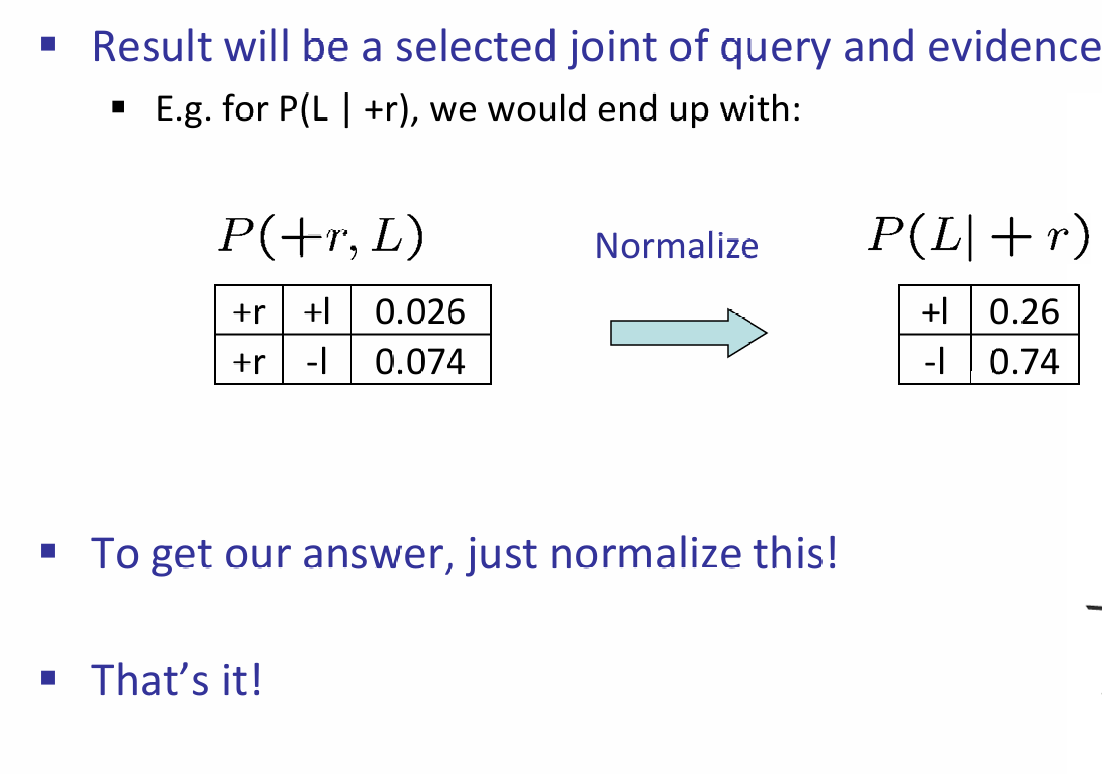 ▪ Result will be a selected joint of query and evidence
▪ E.g. for P(L | +r), we would end up with:
P(+r, L) Normalize P(L| + r)
+r +l 0.026 +l 0.26
+r -l 0.074 -l 0.74
▪ To get our answer, just normalize this!
▪ That’s it!